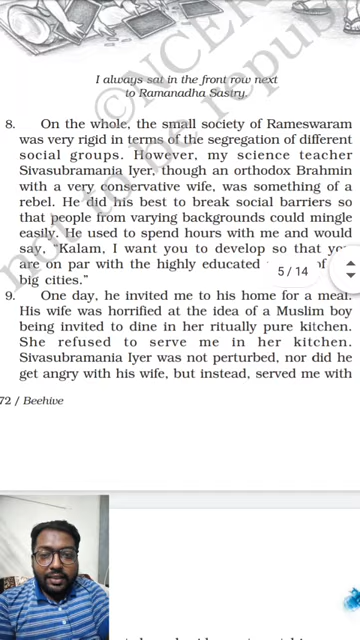 ©NCERT
not to be republ
I always sat in the front row next
to Ramanadha Sastry.
8. On the whole, the small society of Rameswaram
was very rigid in terms of the segregation of different
social groups. However, my science teacher
Sivasubramania Iyer, though an orthodox Brahmin
with a very conservative wife, was something of a
rebel. He did his best to break social barriers so
that people from varying backgrounds could mingle
easily. He used to spend hours with me and would
say, “Kalam, I want you to develop so that
are on par with the highly educated
big cities.”
5 / 14
9. One day, he invited me to his home for a meal.
His wife was horrified at the idea of a Muslim boy
being invited to dine in her ritually pure kitchen.
She refused to serve me in her kitchen.
Sivasubramania Iyer was not perturbed, nor did he
get angry with his wife, but instead, served me with
72 / Beehive